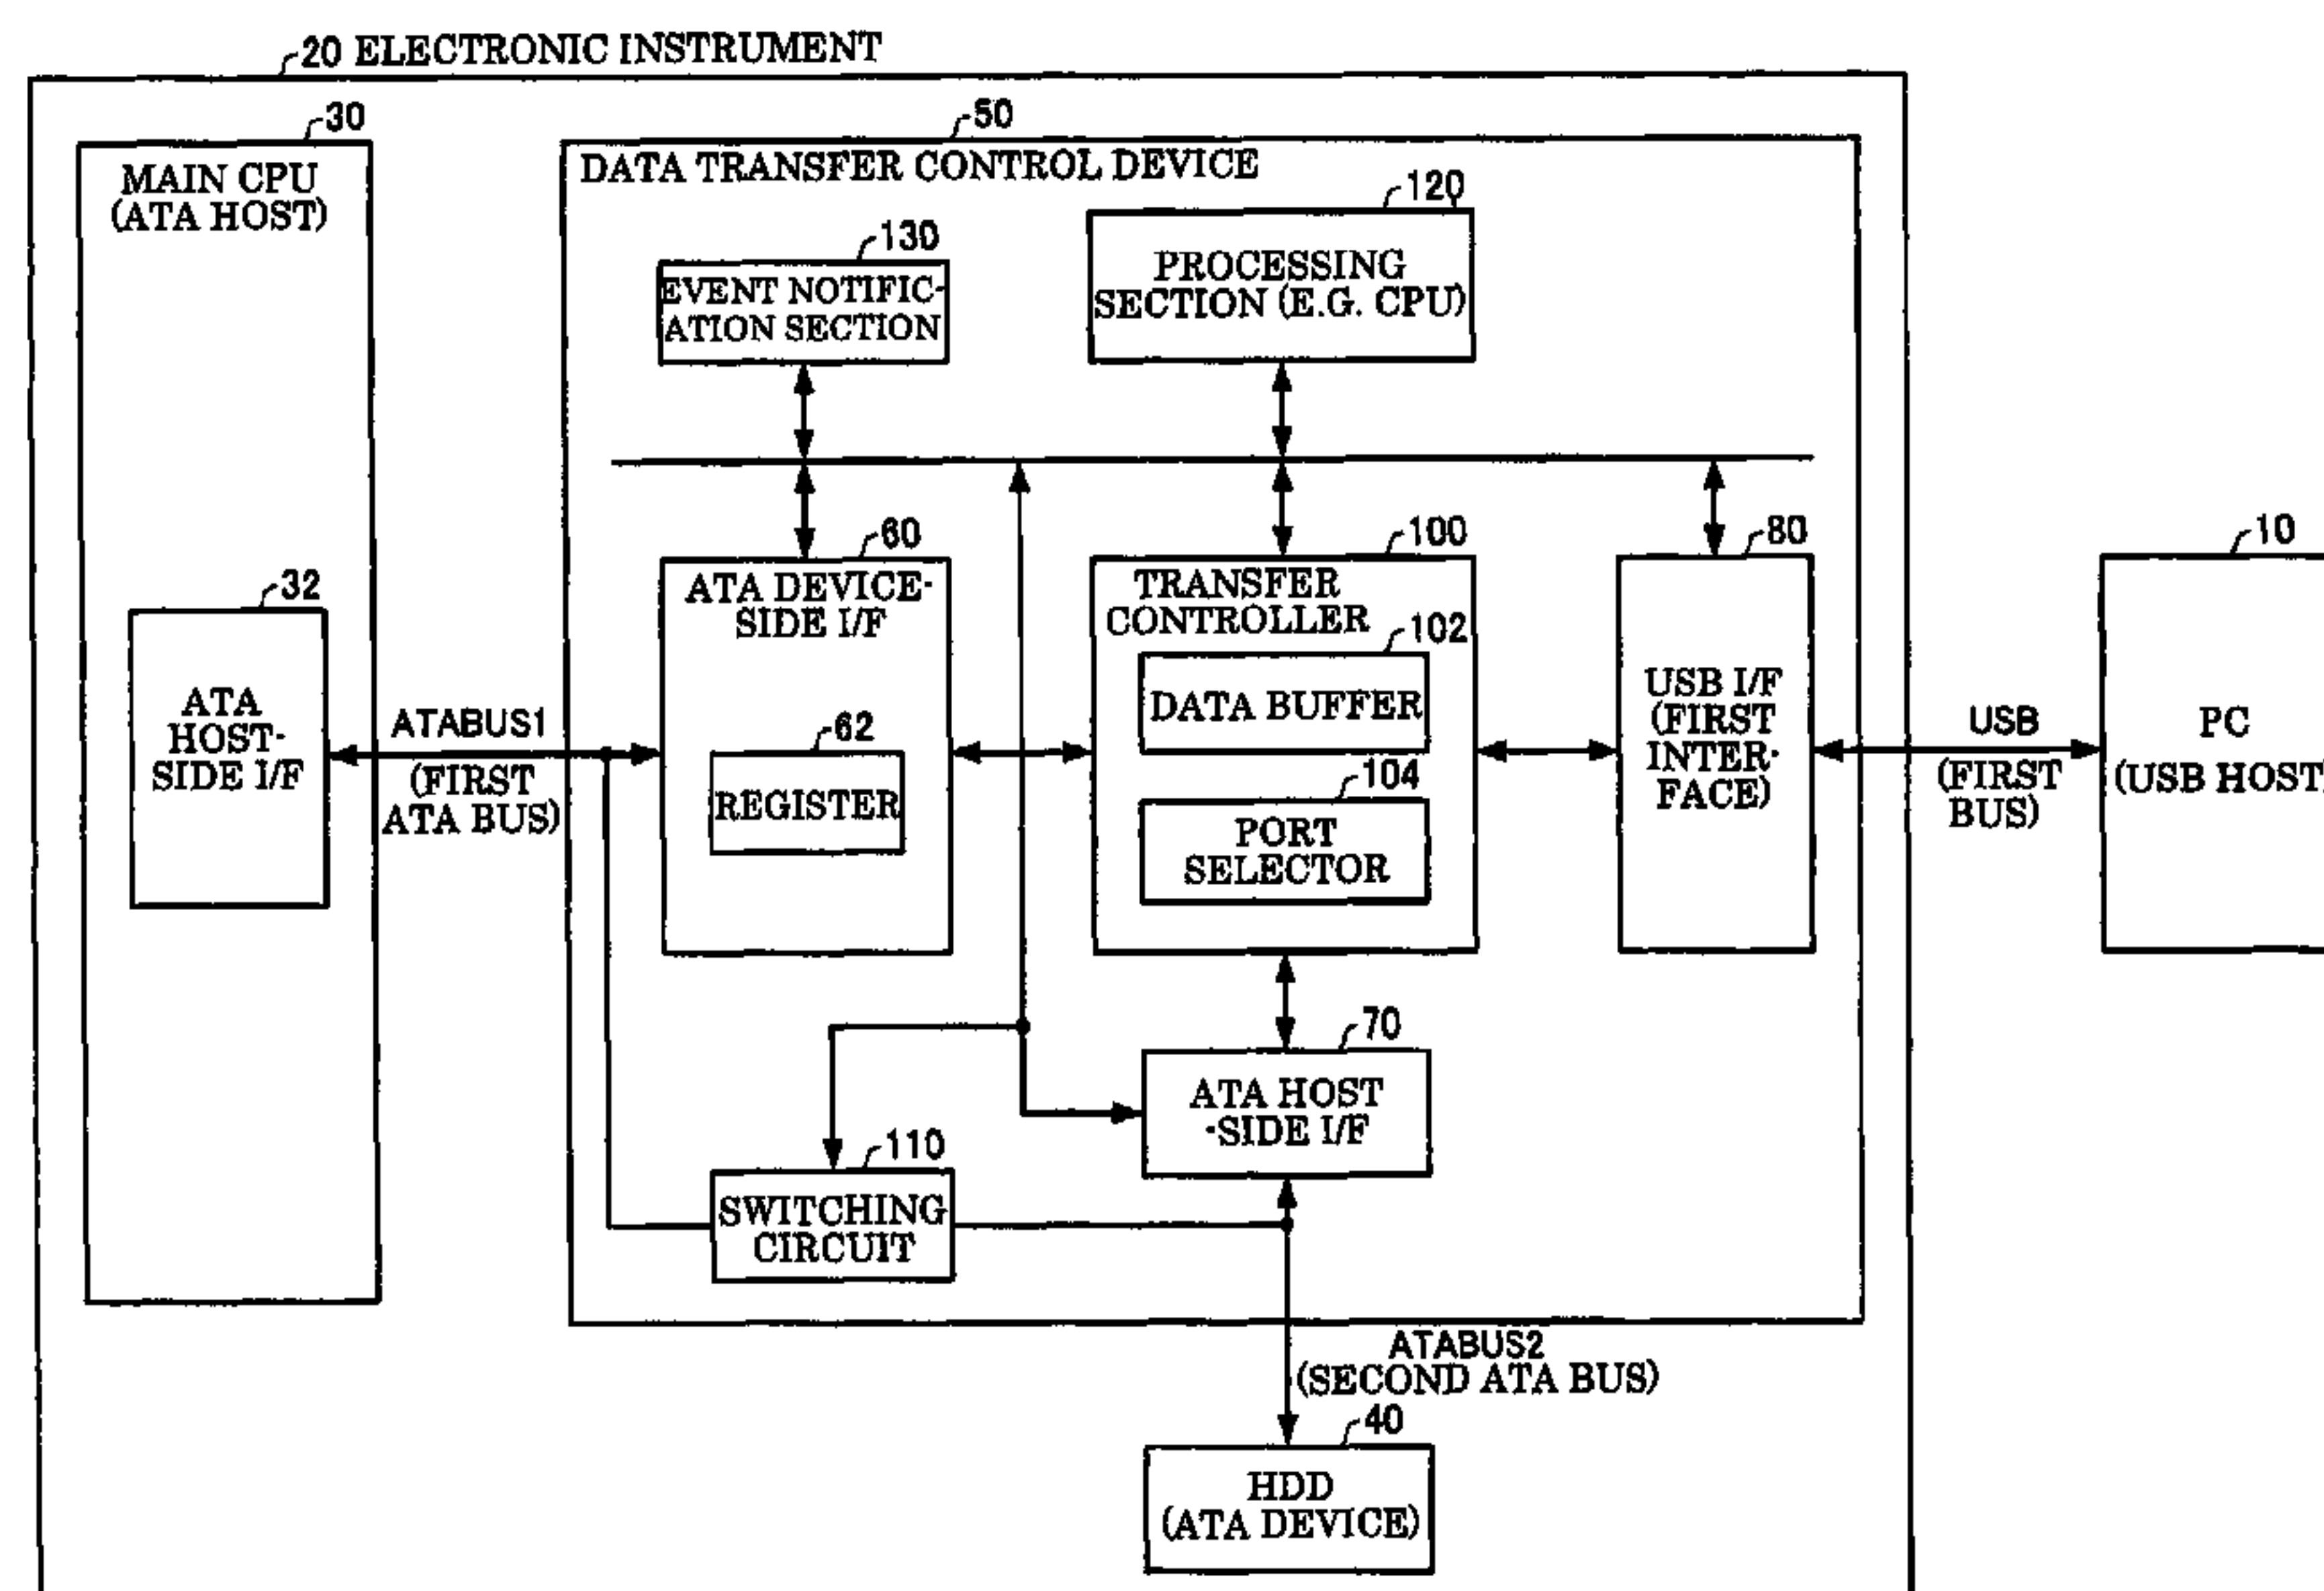 20 ELECTRONIC INSTRUMENT
30
MAIN CPU
(ATA HOST)
32
ATA
HOST-
SIDE I/F
ATABUS1
(FIRST
ATA BUS)
50
DATA TRANSFER CONTROL DEVICE
130
EVENT NOTIFIC-
ATION SECTION
120
PROCESSING
SECTION (E.G. CPU)
60
ATA DEVICE-
SIDE I/F
62
REGISTER
100
TRANSFER
CONTROLLER
102
DATA BUFFER
104
PORT
SELECTOR
80
USB I/F
(FIRST
INTER-
FACE)
USB
(FIRST
BUS)
10
PC
(USB HOST)
70
ATA HOST
-SIDE I/F
110
SWITCHING
CIRCUIT
ATABUS2
(SECOND ATA BUS)
40
HDD
(ATA DEVICE)